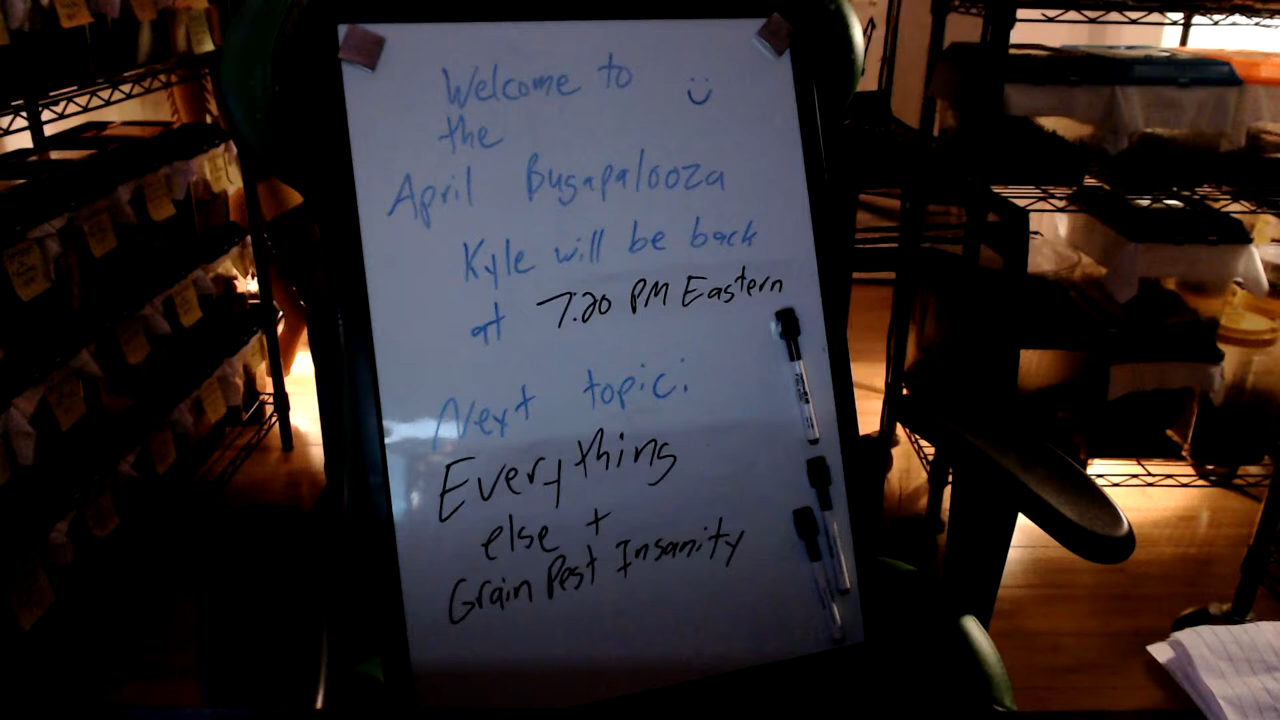 Welcome to
the
April Bugapalooza
Kyle will be back
at 7:20 PM Eastern
Next topic:
Everything
else +
Grain Pest Insanity